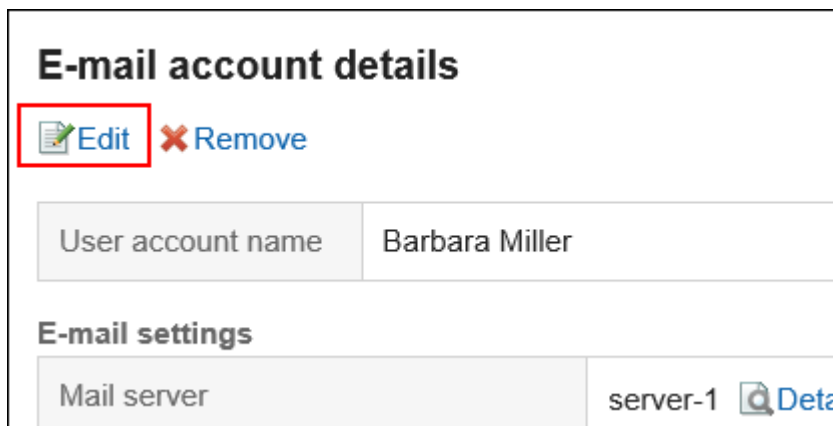 E-mail account details
Edit Remove
User account name Barbara Miller
E-mail settings
Mail server server-1